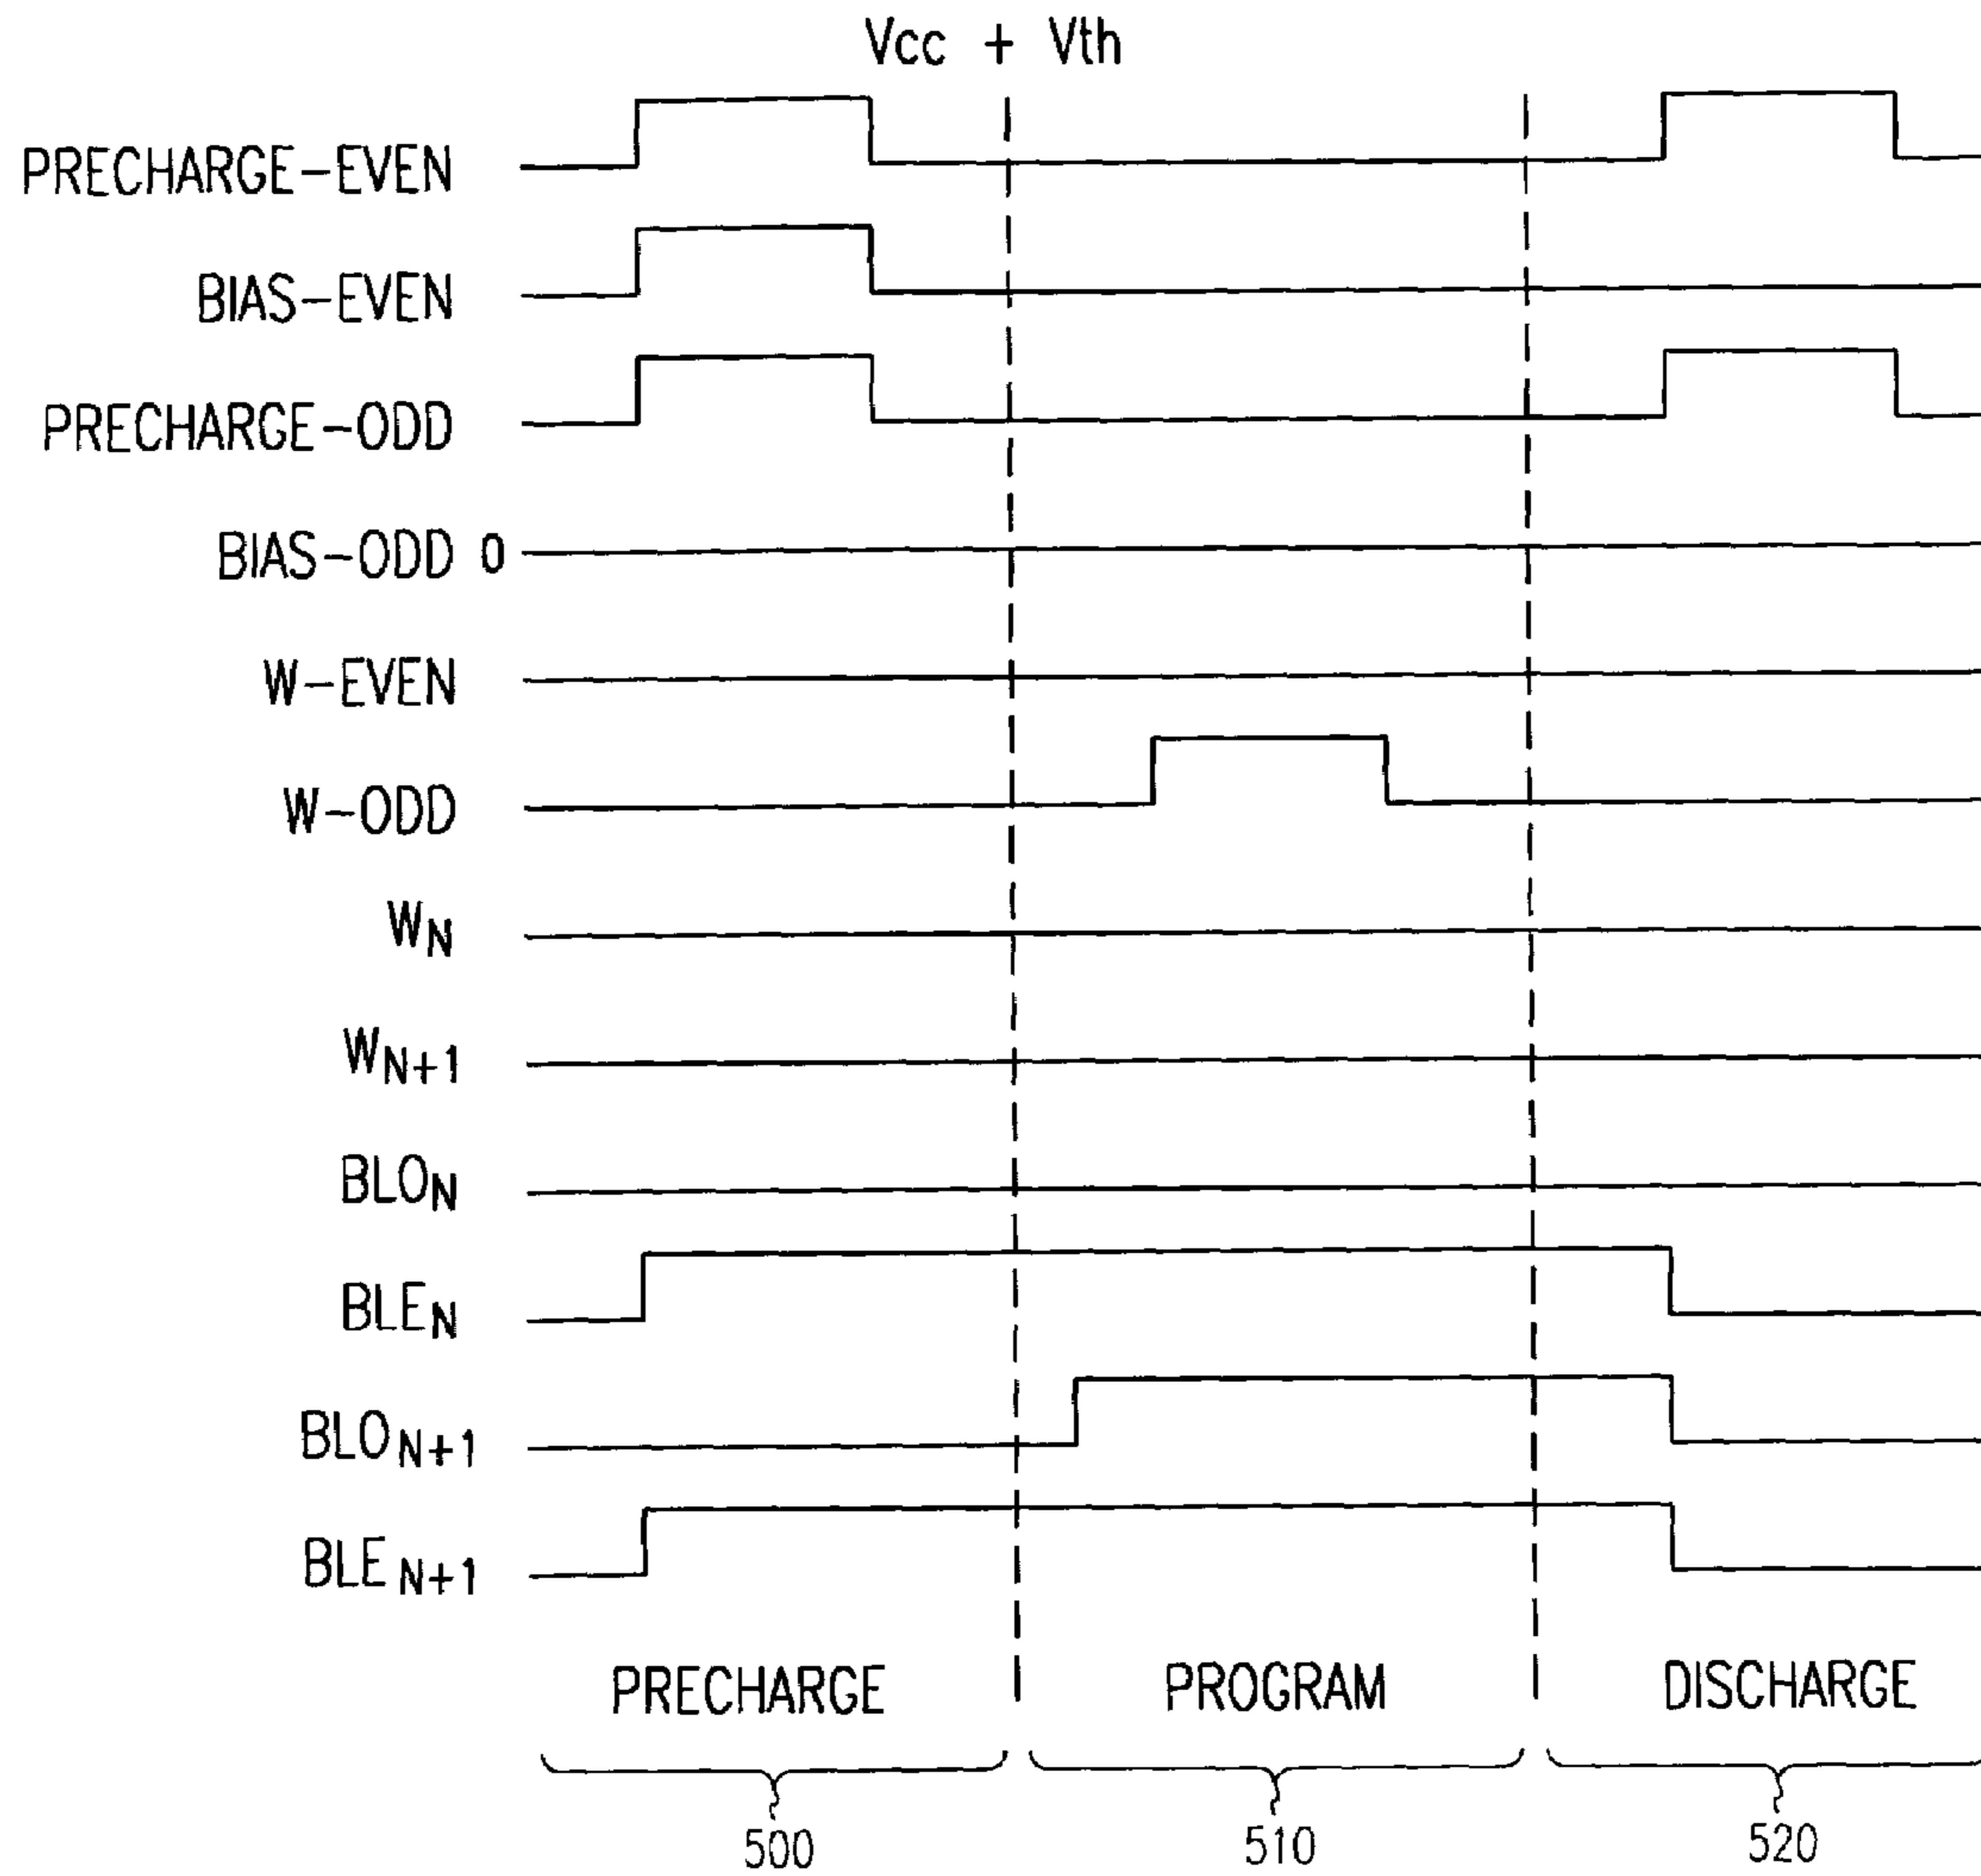 Vcc + Vth
PRECHARGE-EVEN
BIAS-EVEN
PRECHARGE-ODD
BIAS-ODD 0
W-EVEN
W-ODD
WN
WN+1
BLON
BLEN
BLON+1
BLEN+1
PRECHARGE PROGRAM DISCHARGE
500 510 520